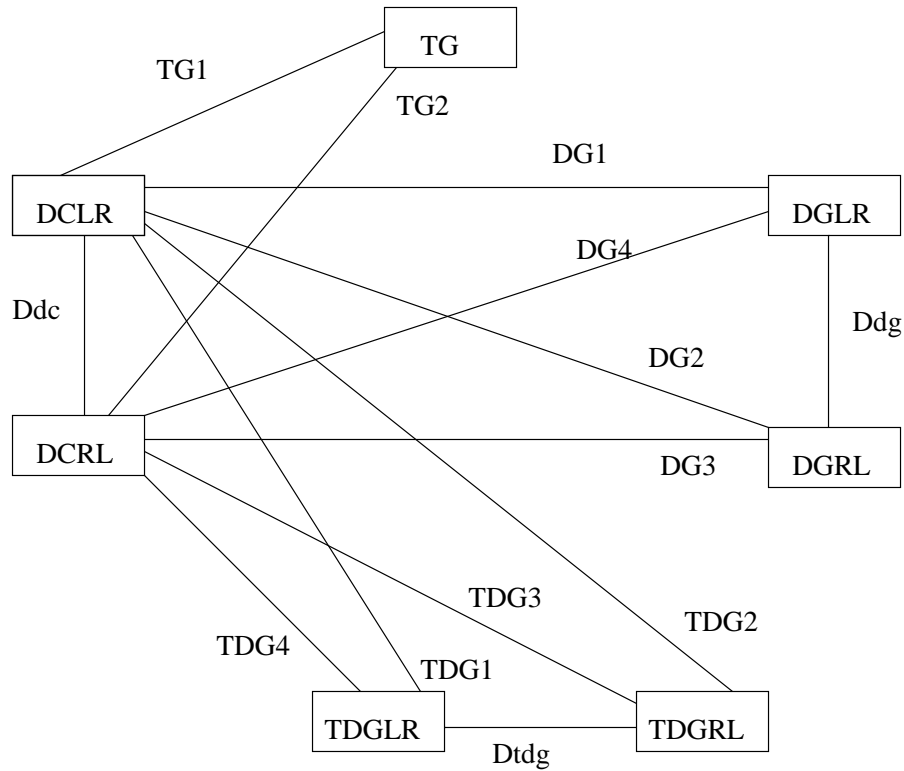 TG
TG1
TG2
DG1
DCLR
DGLR
DG4
Ddc
Ddg
DG2
DCRL
DG3
DGRL
TDG3
TDG2
TDG4
TDG1
TDGLR
TDGRL
Dtdg